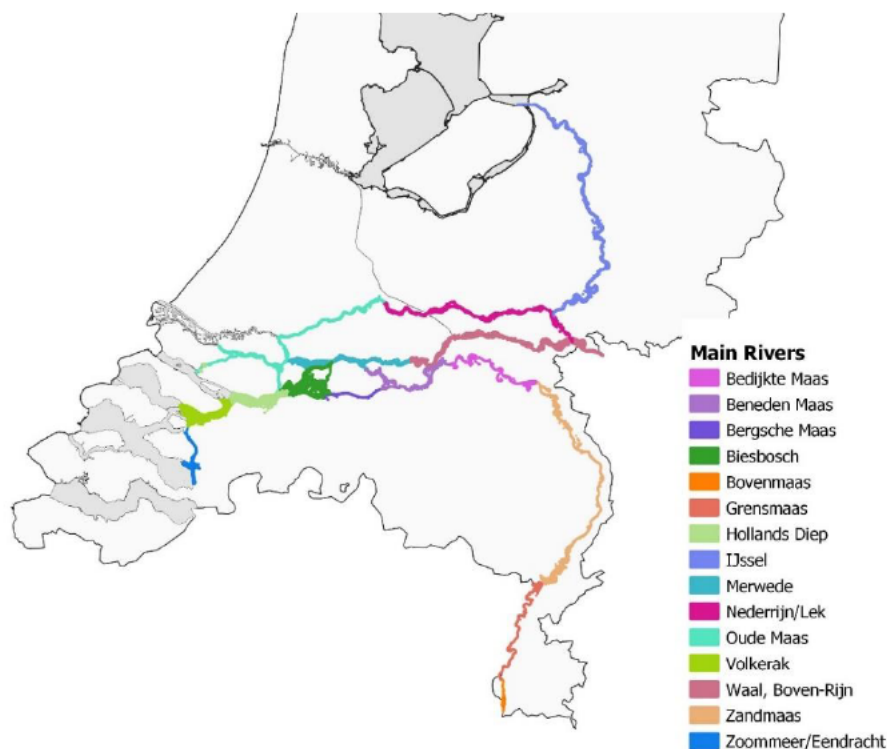 Main Rivers
Bedijkte Maas
Beneden Maas
Bergsche Maas
Biesbosch
Bovenmaas
Grensmaas
Hollands Diep
IJssel
Merwede
Nederrijn/Lek
Oude Maas
Volkerak
Waal, Boven-Rijn
Zandmaas
Zoommeer/Eendracht